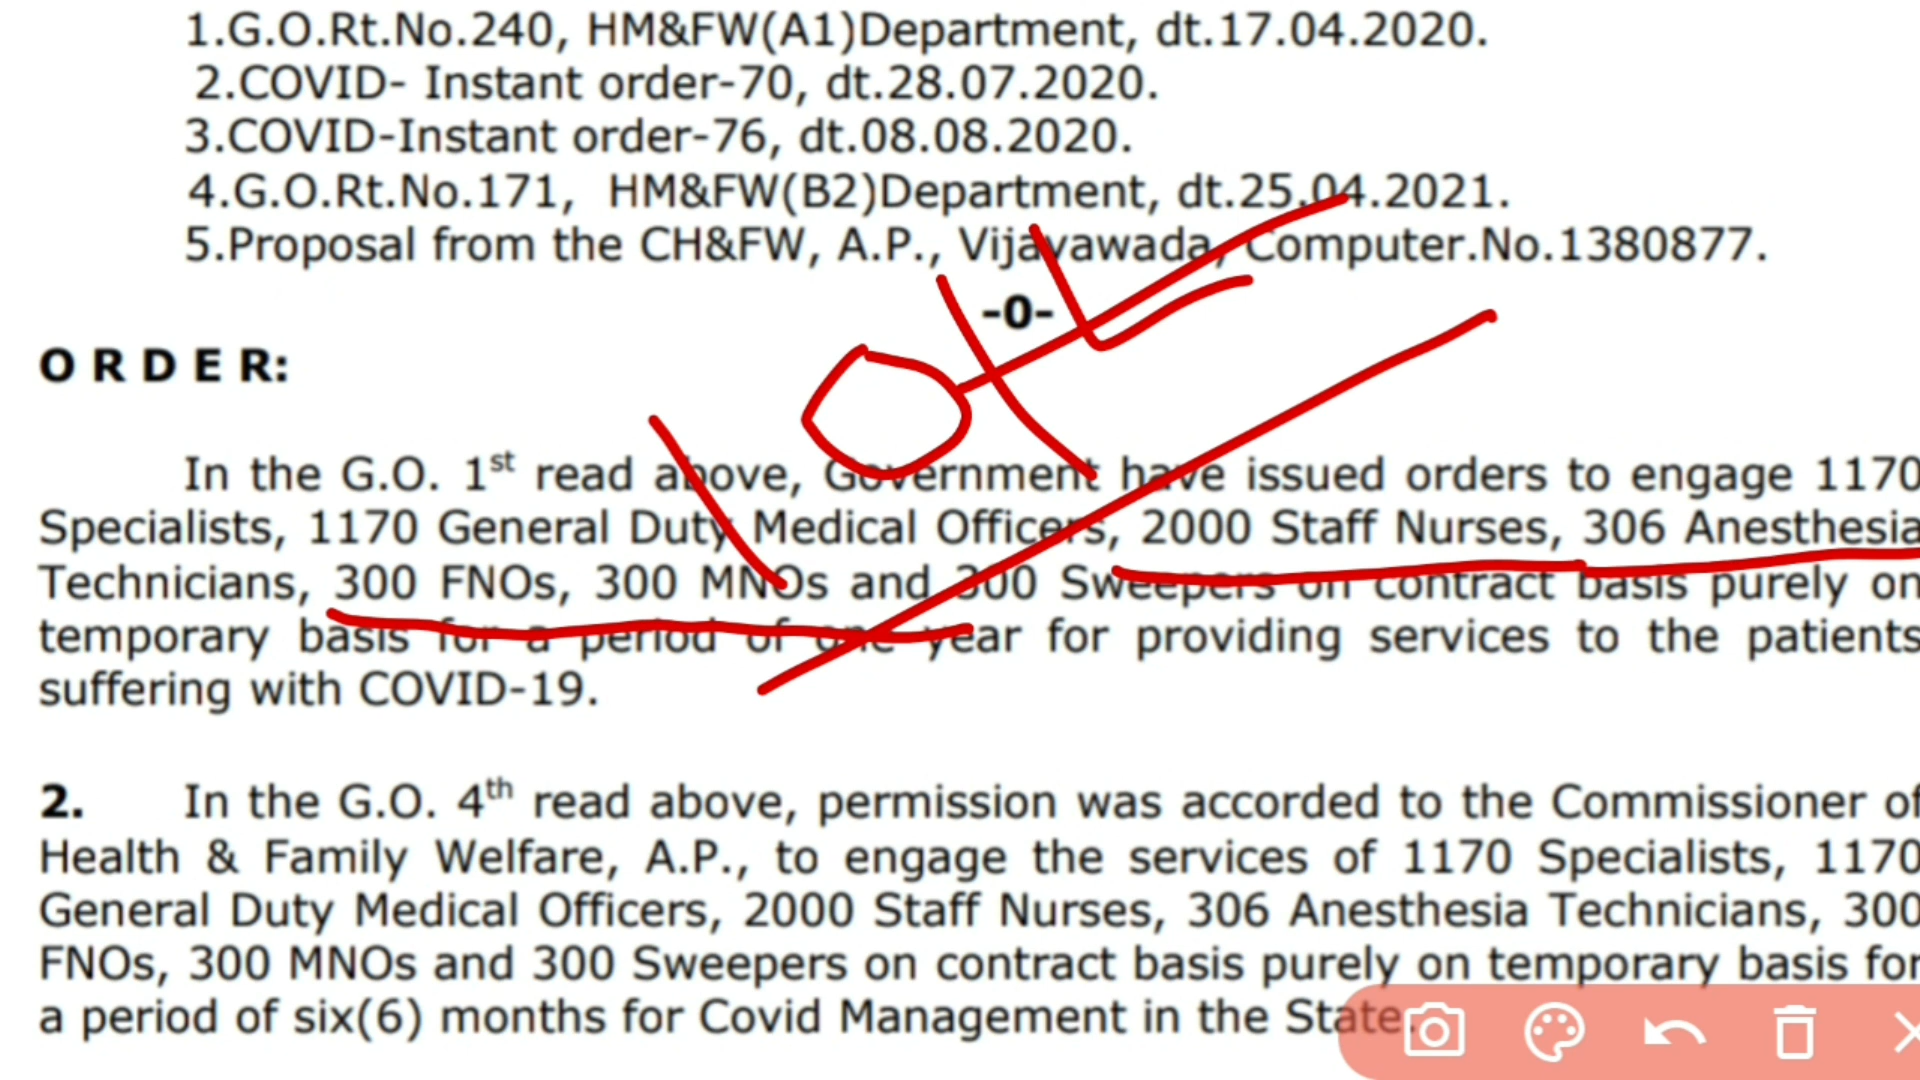 1.G.O.Rt.No.240, HM&FW(A1)Department, dt.17.04.2020.
2.COVID- Instant order-70, dt.28.07.2020.
3.COVID-Instant order-76, dt.08.08.2020.
4.G.O.Rt.No.171, HM&FW(B2)Department, dt.25.04.2021.
5.Proposal from the CH&FW, A.P., Vijayawada, Computer.No.1380877.
-0-
O R D E R:
In the G.O. 1st read above, Government have issued orders to engage 1170
Specialists, 1170 General Duty Medical Officers, 2000 Staff Nurses, 306 Anesthesia
Technicians, 300 FNOs, 300 MNOs and 300 Sweepers on contract basis purely on
temporary basis for a period of one year for providing services to the patients
suffering with COVID-19.
2. In the G.O. 4th read above, permission was accorded to the Commissioner of
Health & Family Welfare, A.P., to engage the services of 1170 Specialists, 1170
General Duty Medical Officers, 2000 Staff Nurses, 306 Anesthesia Technicians, 300
FNOs, 300 MNOs and 300 Sweepers on contract basis purely on temporary basis for
a period of six(6) months for Covid Management in the State.